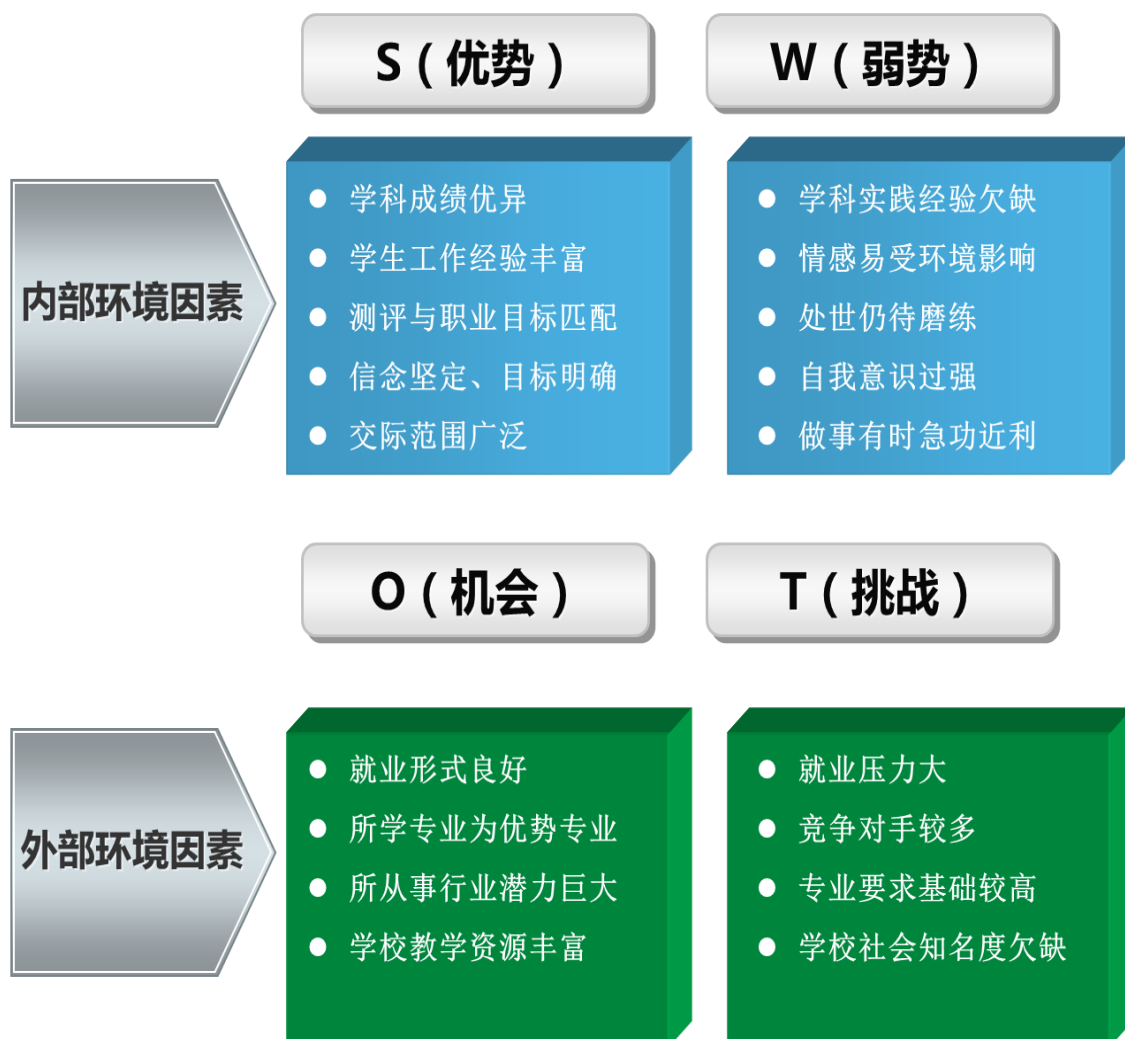 S（优势）
W（弱势）
内部环境因素
● 学科成绩优异
● 学生工作经验丰富
● 测评与职业目标匹配
● 信念坚定、目标明确
● 交际范围广泛
● 学科实践经验欠缺
● 情感易受环境影响
● 处世仍待磨练
● 自我意识过强
● 做事有时急功近利
O（机会）
T（挑战）
外部环境因素
● 就业形式良好
● 所学专业为优势专业
● 所从事行业潜力巨大
● 学校教学资源丰富
● 就业压力大
● 竞争对手较多
● 专业要求基础较高
● 学校社会知名度欠缺